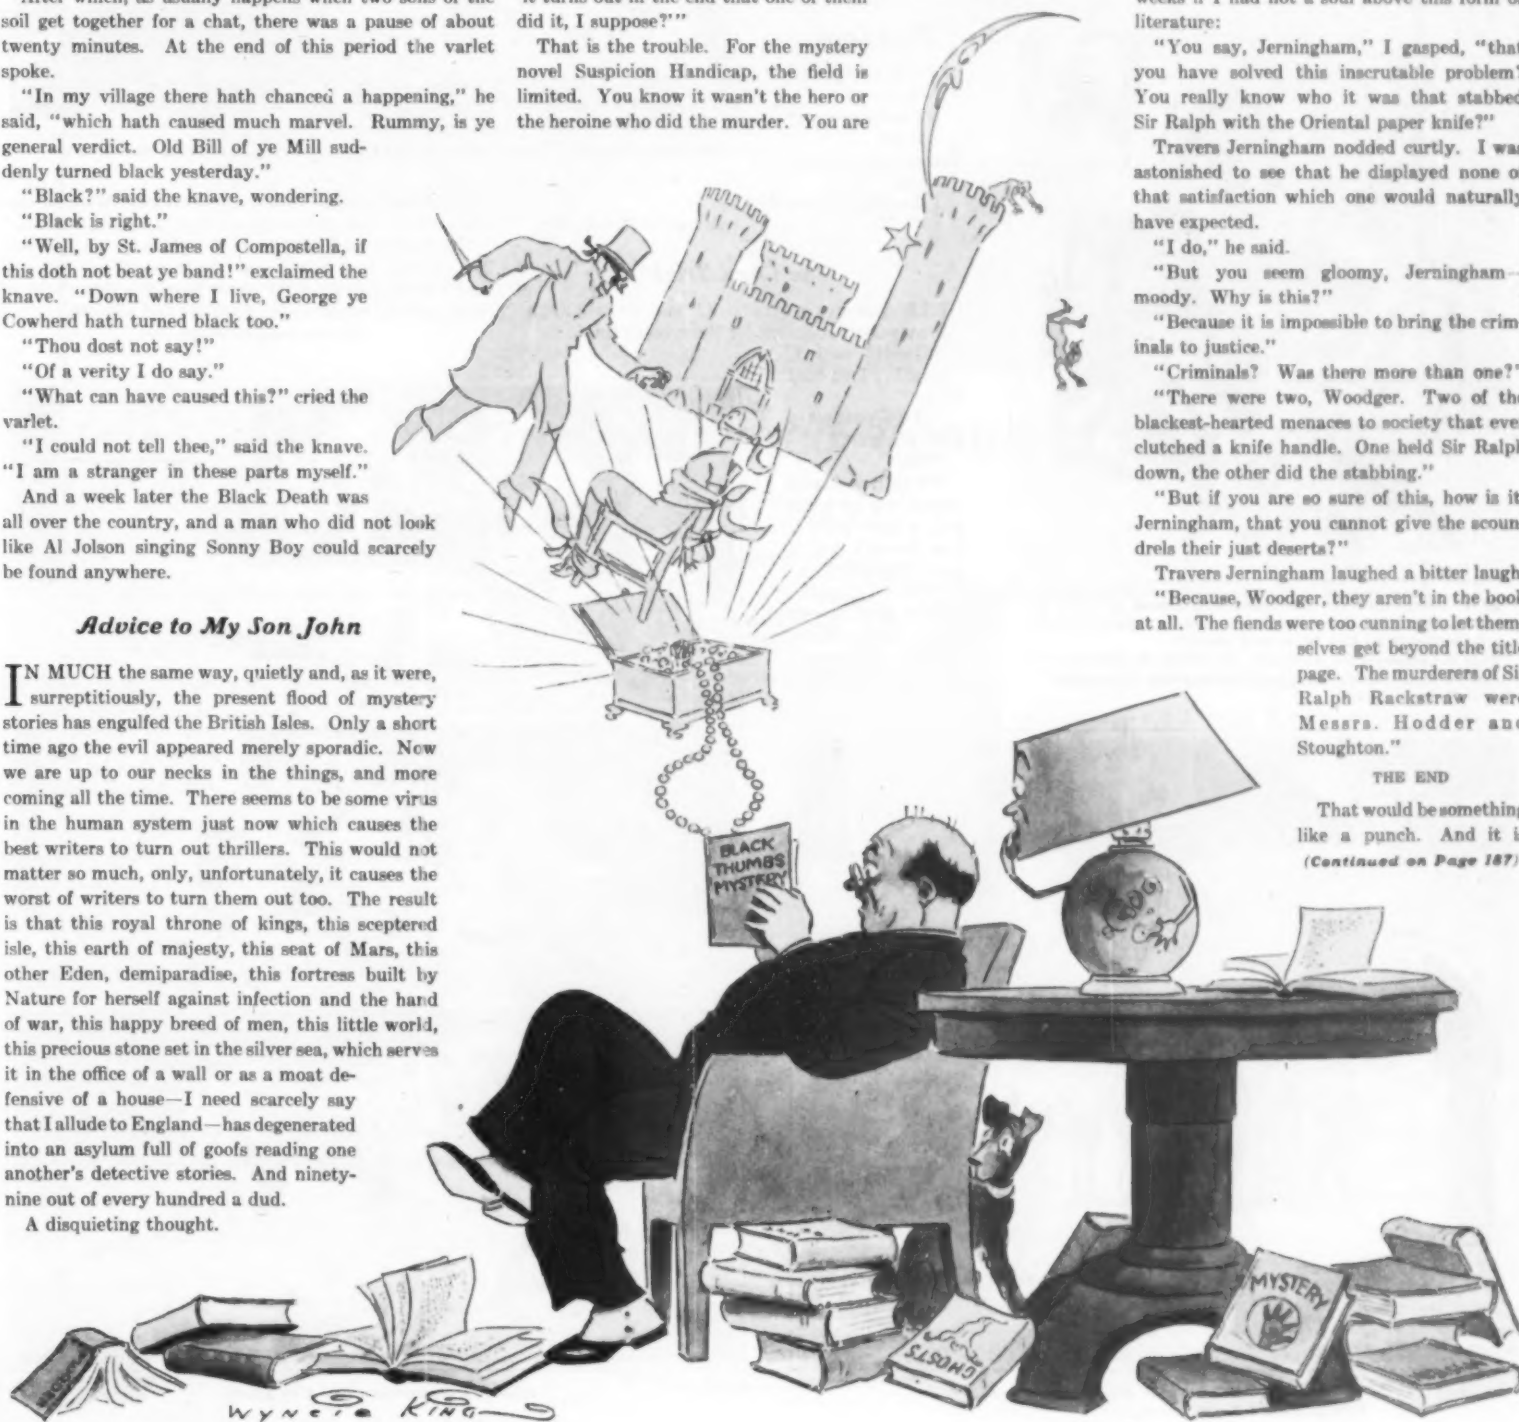 soil get together for a chat, there was a pause of about
twenty minutes. At the end of this period the varlet
spoke.
"In my village there hath chanced a happening," he
said, "which hath caused much marvel. Rummy, is ye
general verdict. Old Bill of ye Mill sud-
denly turned black yesterday."
"Black?" said the knave, wondering.
"Black is right."
"Well, by St. James of Compostella, if
this doth not beat ye band!" exclaimed the
knave. "Down where I live, George ye
Cowherd hath turned black too."
"Thou dost not say!"
"Of a verity I do say."
"What can have caused this?" cried the
varlet.
"I could not tell thee," said the knave.
"I am a stranger in these parts myself."
And a week later the Black Death was
all over the country, and a man who did not look
like Al Jolson singing Sonny Boy could scarcely
be found anywhere.
Advice to My Son John
IN MUCH the same way, quietly and, as it were,
surreptitiously, the present flood of mystery
stories has engulfed the British Isles. Only a short
time ago the evil appeared merely sporadic. Now
we are up to our necks in the things, and more
coming all the time. There seems to be some virus
in the human system just now which causes the
best writers to turn out thrillers. This would not
matter so much, only, unfortunately, it causes the
worst of writers to turn them out too. The result
is that this royal throne of kings, this sceptered
isle, this earth of majesty, this seat of Mars, this
other Eden, demiparadise, this fortress built by
Nature for herself against infection and the hand
of war, this happy breed of men, this little world,
this precious stone set in the silver sea, which serves
it in the office of a wall or as a moat de-
fensive of a house—I need scarcely say
that I allude to England—has degenerated
into an asylum full of goofs reading one
another's detective stories. And ninety-
nine out of every hundred a dud.
A disquieting thought.
did it, I suppose?'"
That is the trouble. For the mystery
novel Suspicion Handicap, the field is
limited. You know it wasn't the hero or
the heroine who did the murder. You are
literature:
"You say, Jerningham," I gasped, "that
you have solved this inscrutable problem?
You really know who it was that stabbed
Sir Ralph with the Oriental paper knife?"
Travers Jerningham nodded curtly. I was
astonished to see that he displayed none o
that satisfaction which one would naturally
have expected.
"I do," he said.
"But you seem gloomy, Jerningham—
moody. Why is this?"
"Because it is impossible to bring the crim
inals to justice."
"Criminals? Was there more than one?"
"There were two, Woodger. Two of the
blackest-hearted menaces to society that eve
clutched a knife handle. One held Sir Ralph
down, the other did the stabbing."
"But if you are so sure of this, how is it
Jerningham, that you cannot give the scoun
drels their just deserts?"
Travers Jerningham laughed a bitter laugh
"Because, Woodger, they aren't in the book
at all. The fiends were too cunning to let them
selves get beyond the title
page. The murderers of Si
Ralph Rackstraw were
Messrs. Hodder and
Stoughton."
THE END
That would be something
like a punch. And it i
(Continued on Page 187)
BLACK
THUMBS
MYSTERY
GHOSTS
MYSTERY
WYNCIE KING